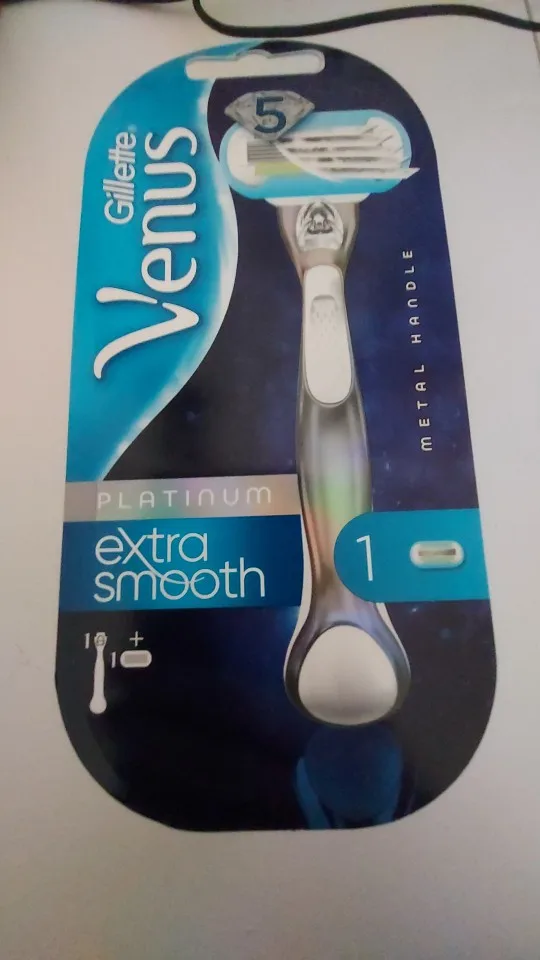 Gillette®
Venus
5
METAL HANDLE
PLATINUM
extra
smooth
1
1 + 1